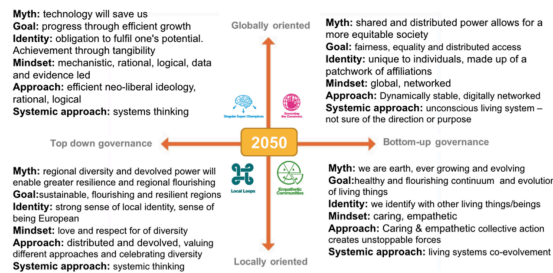 Myth: technology will save us
Goal: progress through efficient growth
Identity: obligation to fulfil one's potential.
Achievement through tangibility
Mindset: mechanistic, rational, logical, data
and evidence led
Approach: efficient neo-liberal ideology,
rational, logical
Systemic approach: systems thinking
Globally oriented
Myth: shared and distributed power allows for a
more equitable society
Goal: fairness, equality and distributed access
Identity: unique to individuals, made up of a
patchwork of affiliations
Mindset: global, networked
Approach: Dynamically stable, digitally networked
Systemic approach: unconscious living system –
not sure of the direction or purpose
Top down governance
2050
Bottom-up governance
Myth: regional diversity and devolved power will
enable greater resilience and regional flourishing
Goal:sustainable, flourishing and resilient regions
Identity: strong sense of local identity, sense of
being European
Mindset: love and respect for of diversity
Approach: distributed and devolved, valuing
different approaches and celebrating diversity
Systemic approach: systemic thinking
Local Loops
Empathetic
Communities
Locally oriented
Myth: we are earth, ever growing and evolving
Goal:healthy and flourishing continuum and evolution
of living things
Identity: we identify with other living things/beings
Mindset: caring, empathetic
Approach: Caring & empathetic collective action
creates unstoppable forces
Systemic approach: living systems co-evolvement